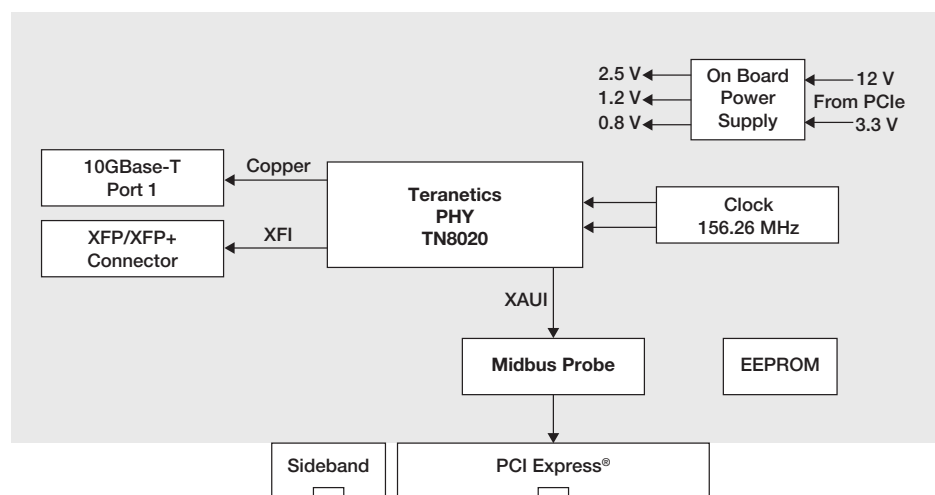 2.5 V
1.2 V
0.8 V
On Board
Power
Supply
12 V
From PCIe
3.3 V
10GBase-T
Port 1
Copper
XFP/XFP+
Connector
XFI
Teranetics
PHY
TN8020
Clock
156.26 MHz
XAUI
Midbus Probe
EEPROM
Sideband
PCI Express®